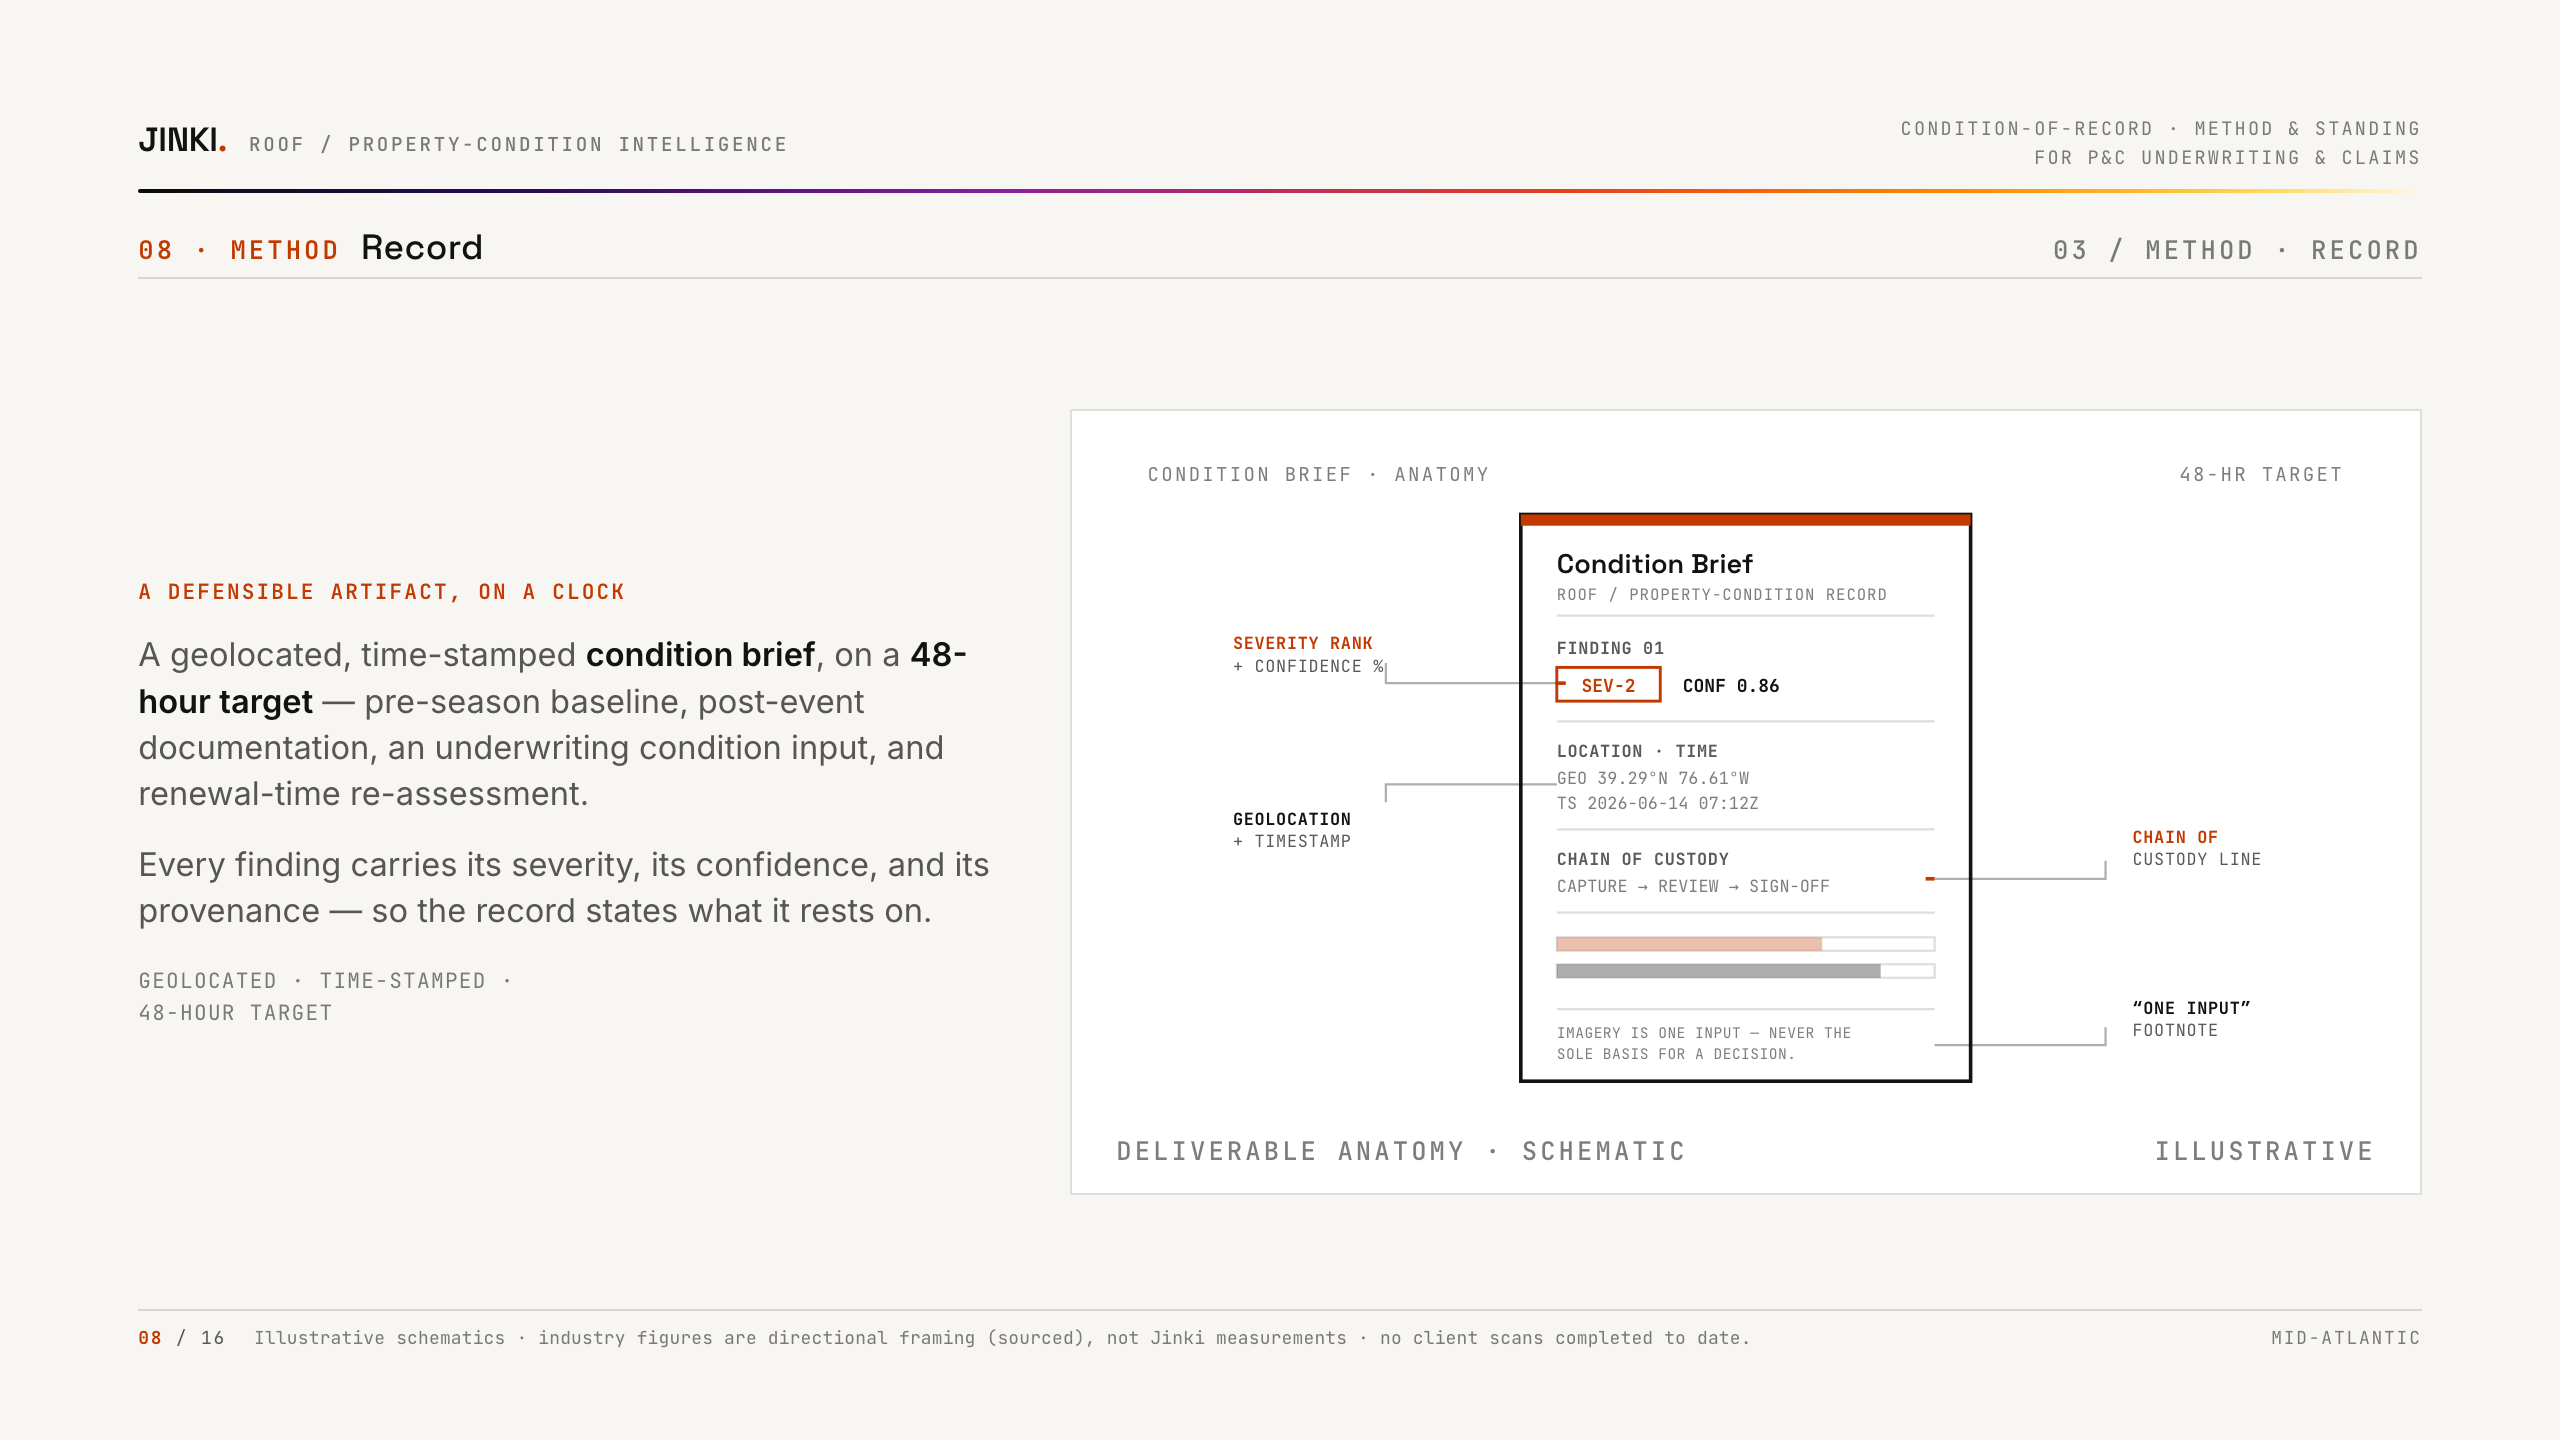 JINKI. ROOF / PROPERTY-CONDITION INTELLIGENCE
CONDITION-OF-RECORD · METHOD & STANDING
FOR P&C UNDERWRITING & CLAIMS
08 · METHOD Record
03 / METHOD · RECORD
A DEFENSIBLE ARTIFACT, ON A CLOCK
A geolocated, time-stamped condition brief, on a 48-
hour target — pre-season baseline, post-event
documentation, an underwriting condition input, and
renewal-time re-assessment.
Every finding carries its severity, its confidence, and its
provenance — so the record states what it rests on.
GEOLOCATED · TIME-STAMPED ·
48-HOUR TARGET
CONDITION BRIEF · ANATOMY
48-HR TARGET
SEVERITY RANK
+ CONFIDENCE %
GEOLOCATION
+ TIMESTAMP
Condition Brief
ROOF / PROPERTY-CONDITION RECORD
FINDING 01
SEV-2 CONF 0.86
LOCATION · TIME
GEO 39.29°N 76.61°W
TS 2026-06-14 07:12Z
CHAIN OF CUSTODY
CAPTURE → REVIEW → SIGN-OFF
IMAGERY IS ONE INPUT — NEVER THE
SOLE BASIS FOR A DECISION.
CHAIN OF
CUSTODY LINE
“ONE INPUT”
FOOTNOTE
DELIVERABLE ANATOMY · SCHEMATIC
ILLUSTRATIVE
08 / 16 Illustrative schematics · industry figures are directional framing (sourced), not Jinki measurements · no client scans completed to date.
MID-ATLANTIC